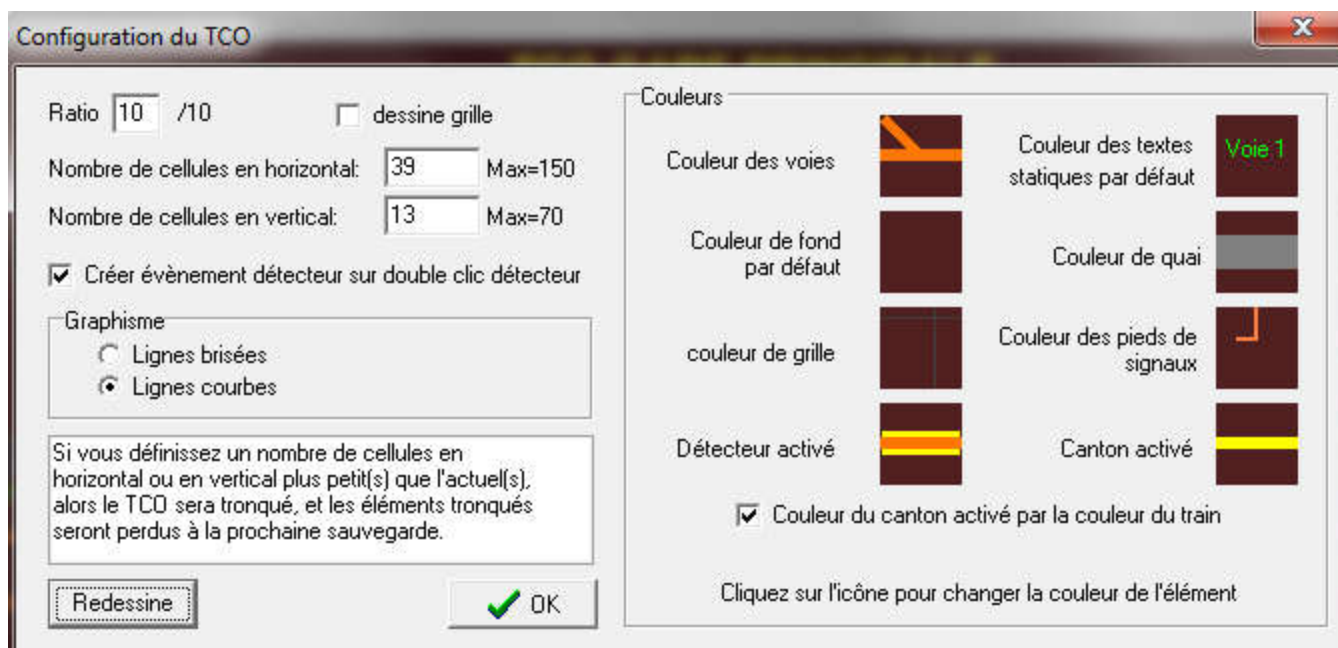 Configuration du TCO
Ratio 10 /10
dessine grille
Nombre de cellules en horizontal: 39 Max=150
Nombre de cellules en vertical: 13 Max=70
Créer évènement détecteur sur double clic détecteur
Graphisme
Lignes brisées
Lignes courbes
Si vous définissez un nombre de cellules en
horizontal ou en vertical plus petit(s) que l'actuel(s),
alors le TCO sera tronqué, et les éléments tronqués
seront perdus à la prochaine sauvegarde.
Redessine
OK
Couleurs
Couleur des voies
Couleur des textes
statiques par défaut
Voie 1
Couleur de fond
par défaut
Couleur de quai
couleur de grille
Couleur des pieds de
signaux
Détecteur activé
Canton activé
Couleur du canton activé par la couleur du train
Cliquez sur l'icône pour changer la couleur de l'élément